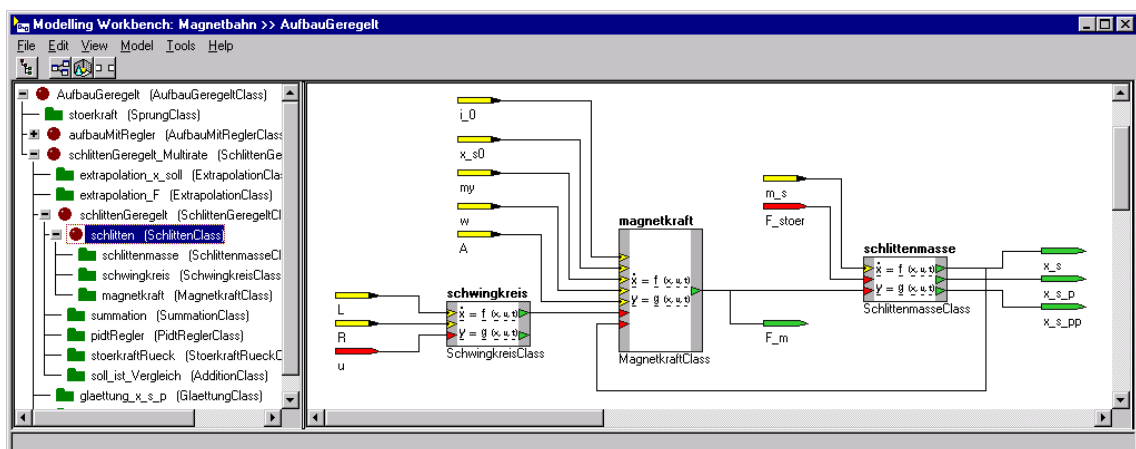 Modelling Workbench: Magnetbahn >> AufbauGeregelt
File Edit View Model Tools Help
AufbauGeregelt (AufbauGeregeltClass)
stoerkraft (SprungClass)
aufbauMitRegler (AufbauMitReglerClass
schlittenGeregelt_Multirate (SchlittenGe
extrapolation_x_soll (ExtrapolationCla
extrapolation_F (ExtrapolationClass)
schlittenGeregelt (SchlittenGeregeltCl
schlitten (SchlittenClass)
schlittenmasse (SchlittenmasseCl
schwingkreis (SchwingkreisClass
magnetkraft (MagnetkraftClass)
summation (SummationClass)
pidtRegler (PidtReglerClass)
stoerkraftRueck (StoerkraftRueckC
soll_ist_Vergleich (AdditionClass)
glaettung_x_s_p (GlaettungClass)
i_0
x_s0
my
w
A
L
R
u
schwingkreis
ẋ = f (x, u, t)
y = g (x, u, t)
SchwingkreisClass
magnetkraft
ẋ = f (x, u, t)
y = g (x, u, t)
MagnetkraftClass
m_s
F_stoer
F_m
schlittenmasse
ẋ = f (x, u, t)
y = g (x, u, t)
SchlittenmasseClass
x_s
x_s_p
x_s_pp